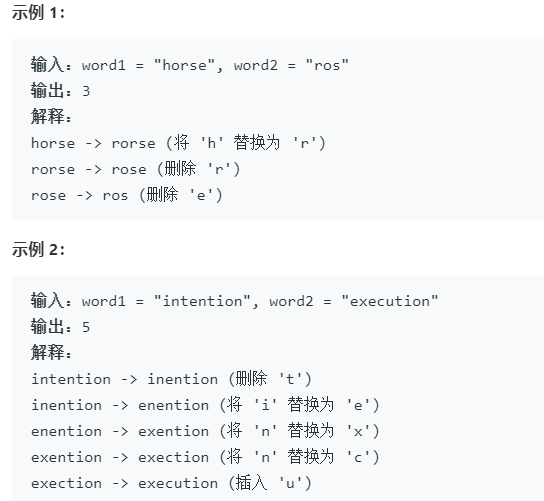 示例 1：
输入：word1 = "horse", word2 = "ros"
输出：3
解释：
horse -> rorse (将 'h' 替换为 'r')
rorse -> rose (删除 'r')
rose -> ros (删除 'e')
示例 2：
输入：word1 = "intention", word2 = "execution"
输出：5
解释：
intention -> inention (删除 't')
inention -> enention (将 'i' 替换为 'e')
enention -> exention (将 'n' 替换为 'x')
exention -> exection (将 'n' 替换为 'c')
exection -> execution (插入 'u')